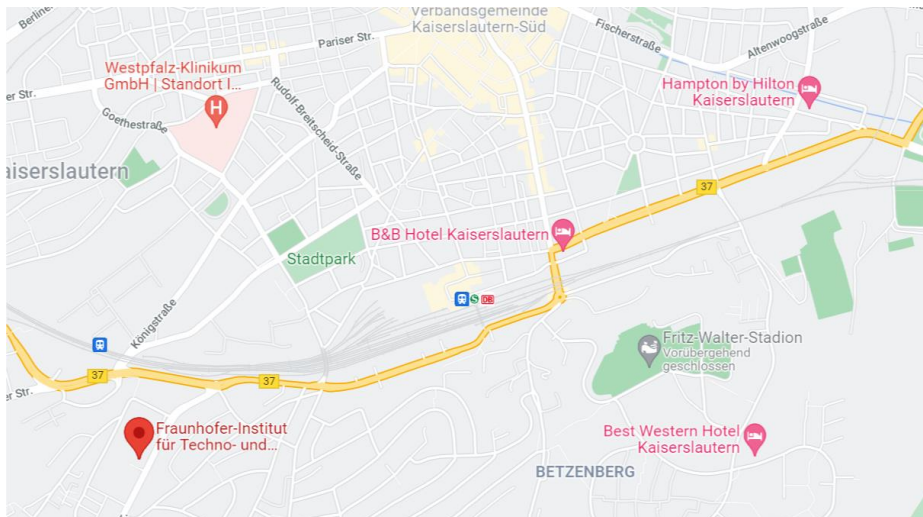 Berliner
Pariser Str.
Verbandsgemeinde
Kaiserslautern-Süd
Fischerstraße
Altenwoogstraße
Westpfalz-Klinikum
GmbH | Standort I...
H
Str.
Goethestraße
Rudolf-Breitscheid-Straße
Hampton by Hilton
Kaiserslautern
aiserslautern
37
B&B Hotel Kaiserslautern
Stadtpark
S DB
Königstraße
Fritz-Walter-Stadion
Vorübergehend
geschlossen
37
37
Str.
Fraunhofer-Institut
für Techno- und...
Best Western Hotel
Kaiserslautern
BETZENBERG